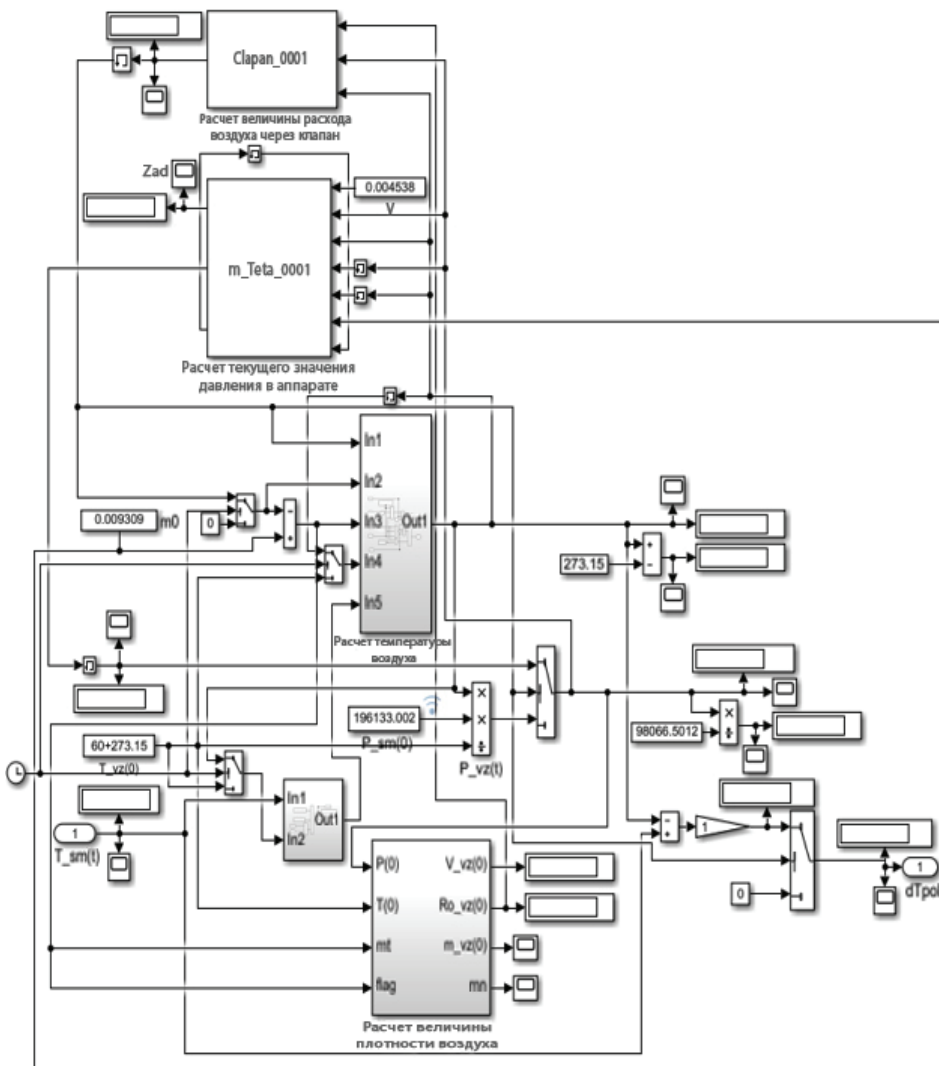 Clapan_0001
Расчет величины расхода
воздуха через клапан
Zad
0.004538
V
m_Teta_0001
Расчет текущего значения
давления в аппарате
In1
In2
0.009309
m0
0
In3
Out1
In4
273.15
In5
Расчет температуры
воздуха
196133.002
P_sm(0)
98066.5012
60+273.15
T_vz(0)
P_vz(t)
In1
Out1
In2
1
T_sm(t)
1
P(0)
V_vz(0)
1
dTpol
T(0)
Ro_vz(0)
0
mt
m_vz(0)
flag
mn
Расчет величины
плотности воздуха